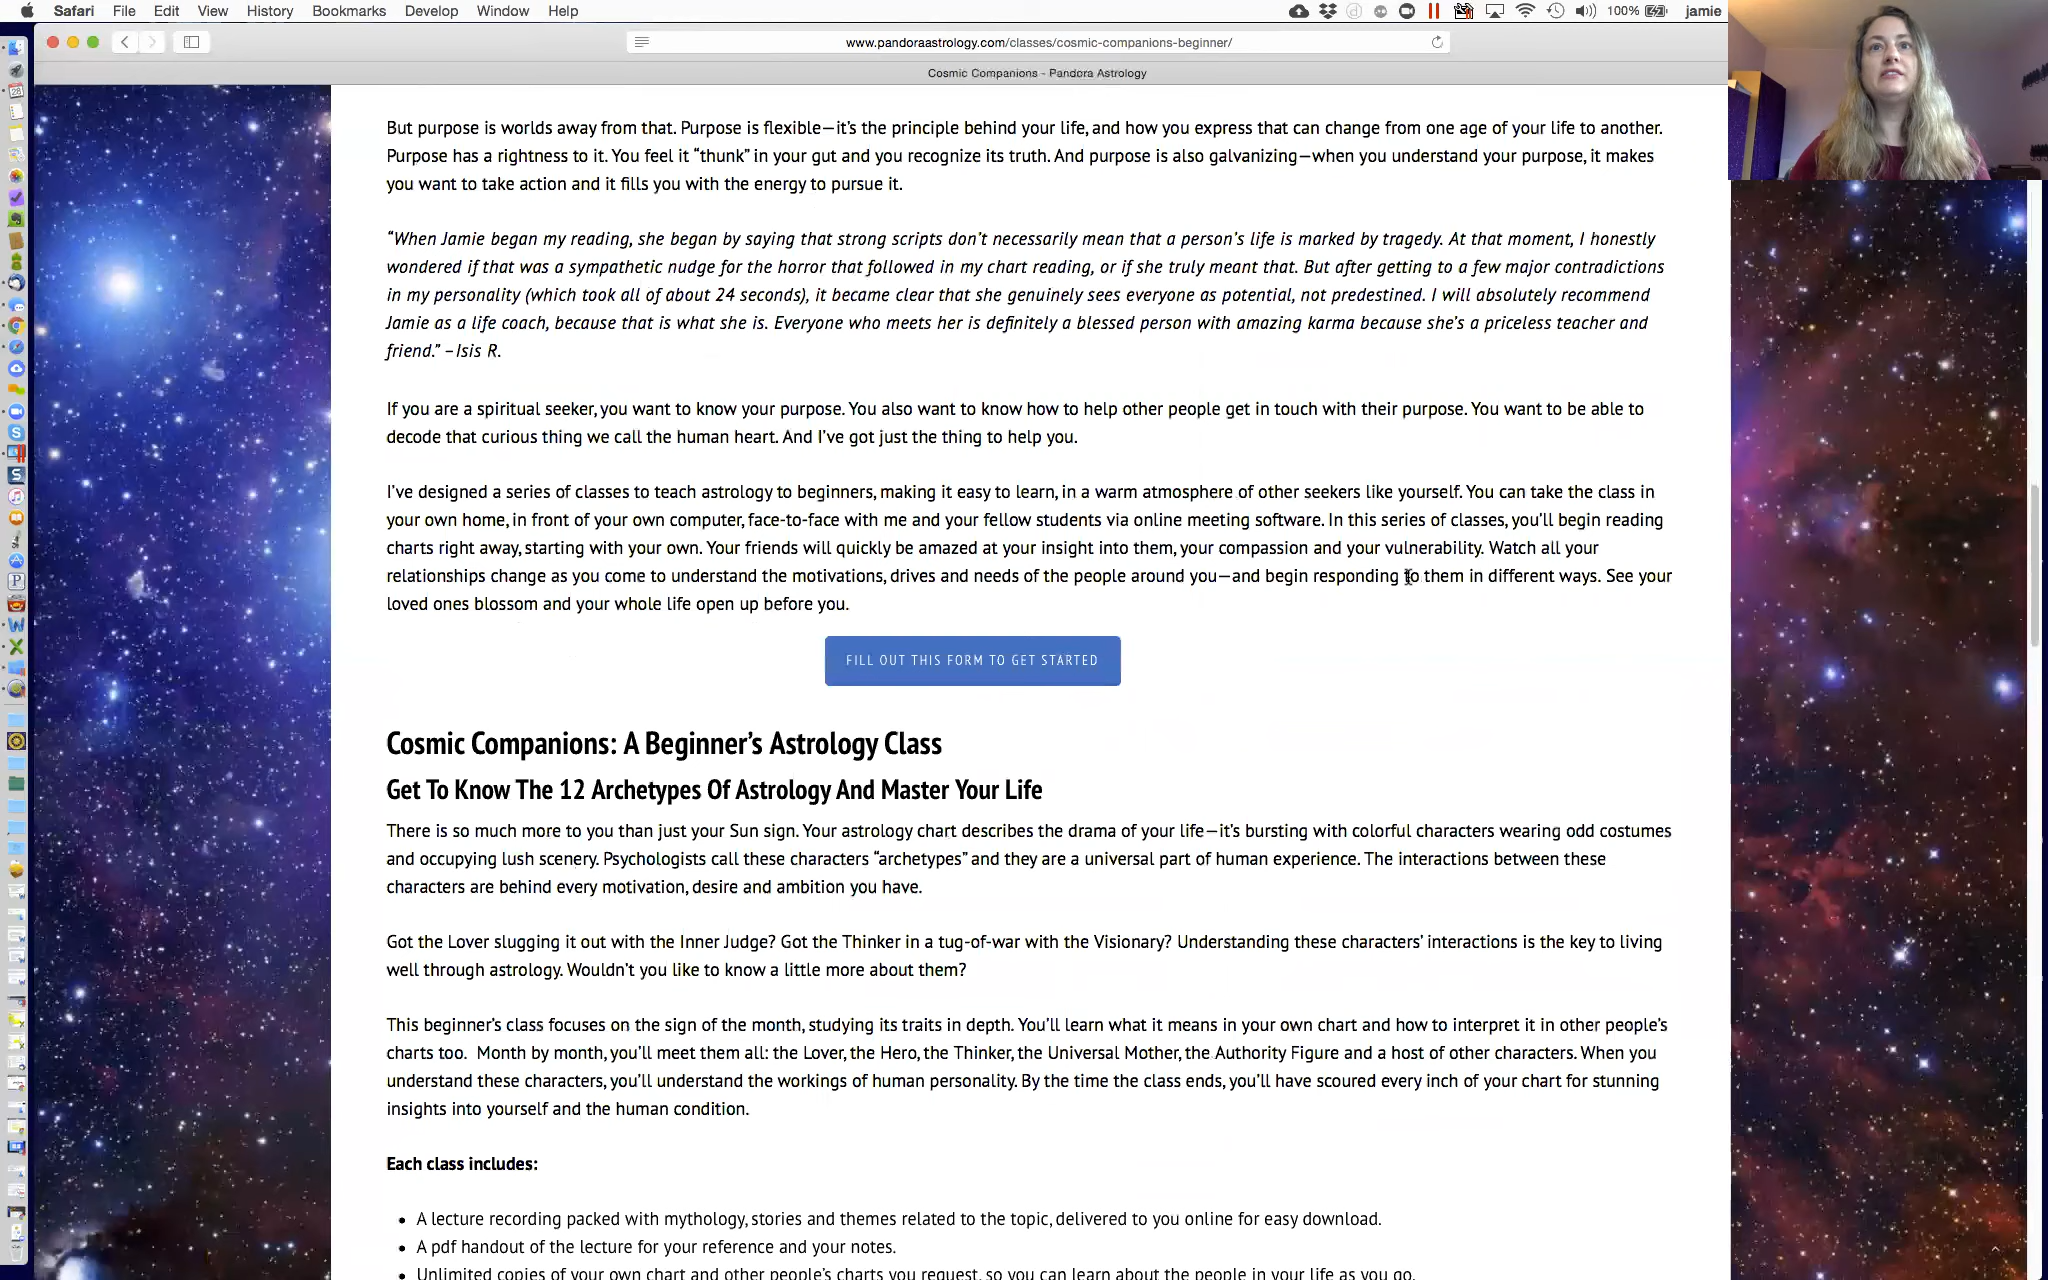 Safari File Edit View History Bookmarks Develop Window Help 100% jamie
www.pandoraastrology.com/classes/cosmic-companions-beginner/
Cosmic Companions - Pandora Astrology
But purpose is worlds away from that. Purpose is flexible—it's the principle behind your life, and how you express that can change from one age of your life to another.
Purpose has a rightness to it. You feel it “thunk” in your gut and you recognize its truth. And purpose is also galvanizing—when you understand your purpose, it makes
you want to take action and it fills you with the energy to pursue it.
“When Jamie began my reading, she began by saying that strong scripts don't necessarily mean that a person's life is marked by tragedy. At that moment, I honestly
wondered if that was a sympathetic nudge for the horror that followed in my chart reading, or if she truly meant that. But after getting to a few major contradictions
in my personality (which took all of about 24 seconds), it became clear that she genuinely sees everyone as potential, not predestined. I will absolutely recommend
Jamie as a life coach, because that is what she is. Everyone who meets her is definitely a blessed person with amazing karma because she's a priceless teacher and
friend.” –Isis R.
If you are a spiritual seeker, you want to know your purpose. You also want to know how to help other people get in touch with their purpose. You want to be able to
decode that curious thing we call the human heart. And I've got just the thing to help you.
I've designed a series of classes to teach astrology to beginners, making it easy to learn, in a warm atmosphere of other seekers like yourself. You can take the class in
your own home, in front of your own computer, face-to-face with me and your fellow students via online meeting software. In this series of classes, you'll begin reading
charts right away, starting with your own. Your friends will quickly be amazed at your insight into them, your compassion and your vulnerability. Watch all your
relationships change as you come to understand the motivations, drives and needs of the people around you—and begin responding to them in different ways. See your
loved ones blossom and your whole life open up before you.
FILL OUT THIS FORM TO GET STARTED
Cosmic Companions: A Beginner's Astrology Class
Get To Know The 12 Archetypes Of Astrology And Master Your Life
There is so much more to you than just your Sun sign. Your astrology chart describes the drama of your life—it's bursting with colorful characters wearing odd costumes
and occupying lush scenery. Psychologists call these characters “archetypes” and they are a universal part of human experience. The interactions between these
characters are behind every motivation, desire and ambition you have.
Got the Lover slugging it out with the Inner Judge? Got the Thinker in a tug-of-war with the Visionary? Understanding these characters' interactions is the key to living
well through astrology. Wouldn't you like to know a little more about them?
This beginner's class focuses on the sign of the month, studying its traits in depth. You'll learn what it means in your own chart and how to interpret it in other people's
charts too. Month by month, you'll meet them all: the Lover, the Hero, the Thinker, the Universal Mother, the Authority Figure and a host of other characters. When you
understand these characters, you'll understand the workings of human personality. By the time the class ends, you'll have scoured every inch of your chart for stunning
insights into yourself and the human condition.
Each class includes:
• A lecture recording packed with mythology, stories and themes related to the topic, delivered to you online for easy download.
• A pdf handout of the lecture for your reference and your notes.
• Unlimited copies of your own chart and other people's charts you request, so you can learn about the people in your life as you go.